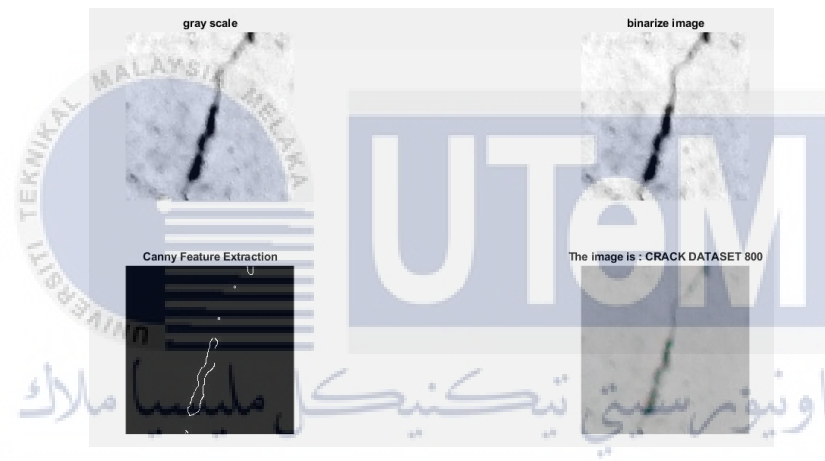 gray scale
binarize image
UNIVERSITI TEKNIKAL MALAYSIA MELAKA
UTeM
Canny Feature Extraction
The image is : CRACK DATASET 800
اونيۏرسيتي تيكنيكل مليسيا ملاك